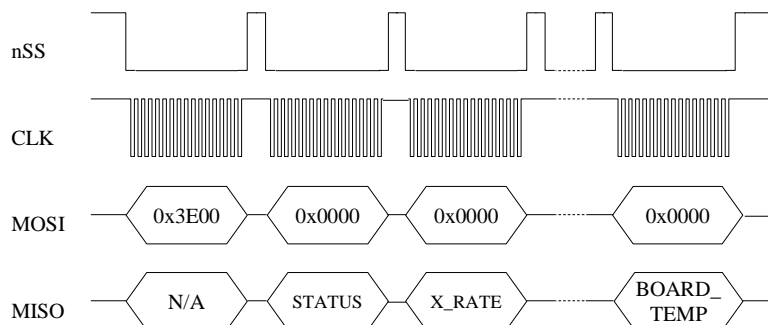 nSS
CLK
MOSI 0x3E00 0x0000 0x0000 0x0000
MISO N/A STATUS X_RATE BOARD_
TEMP